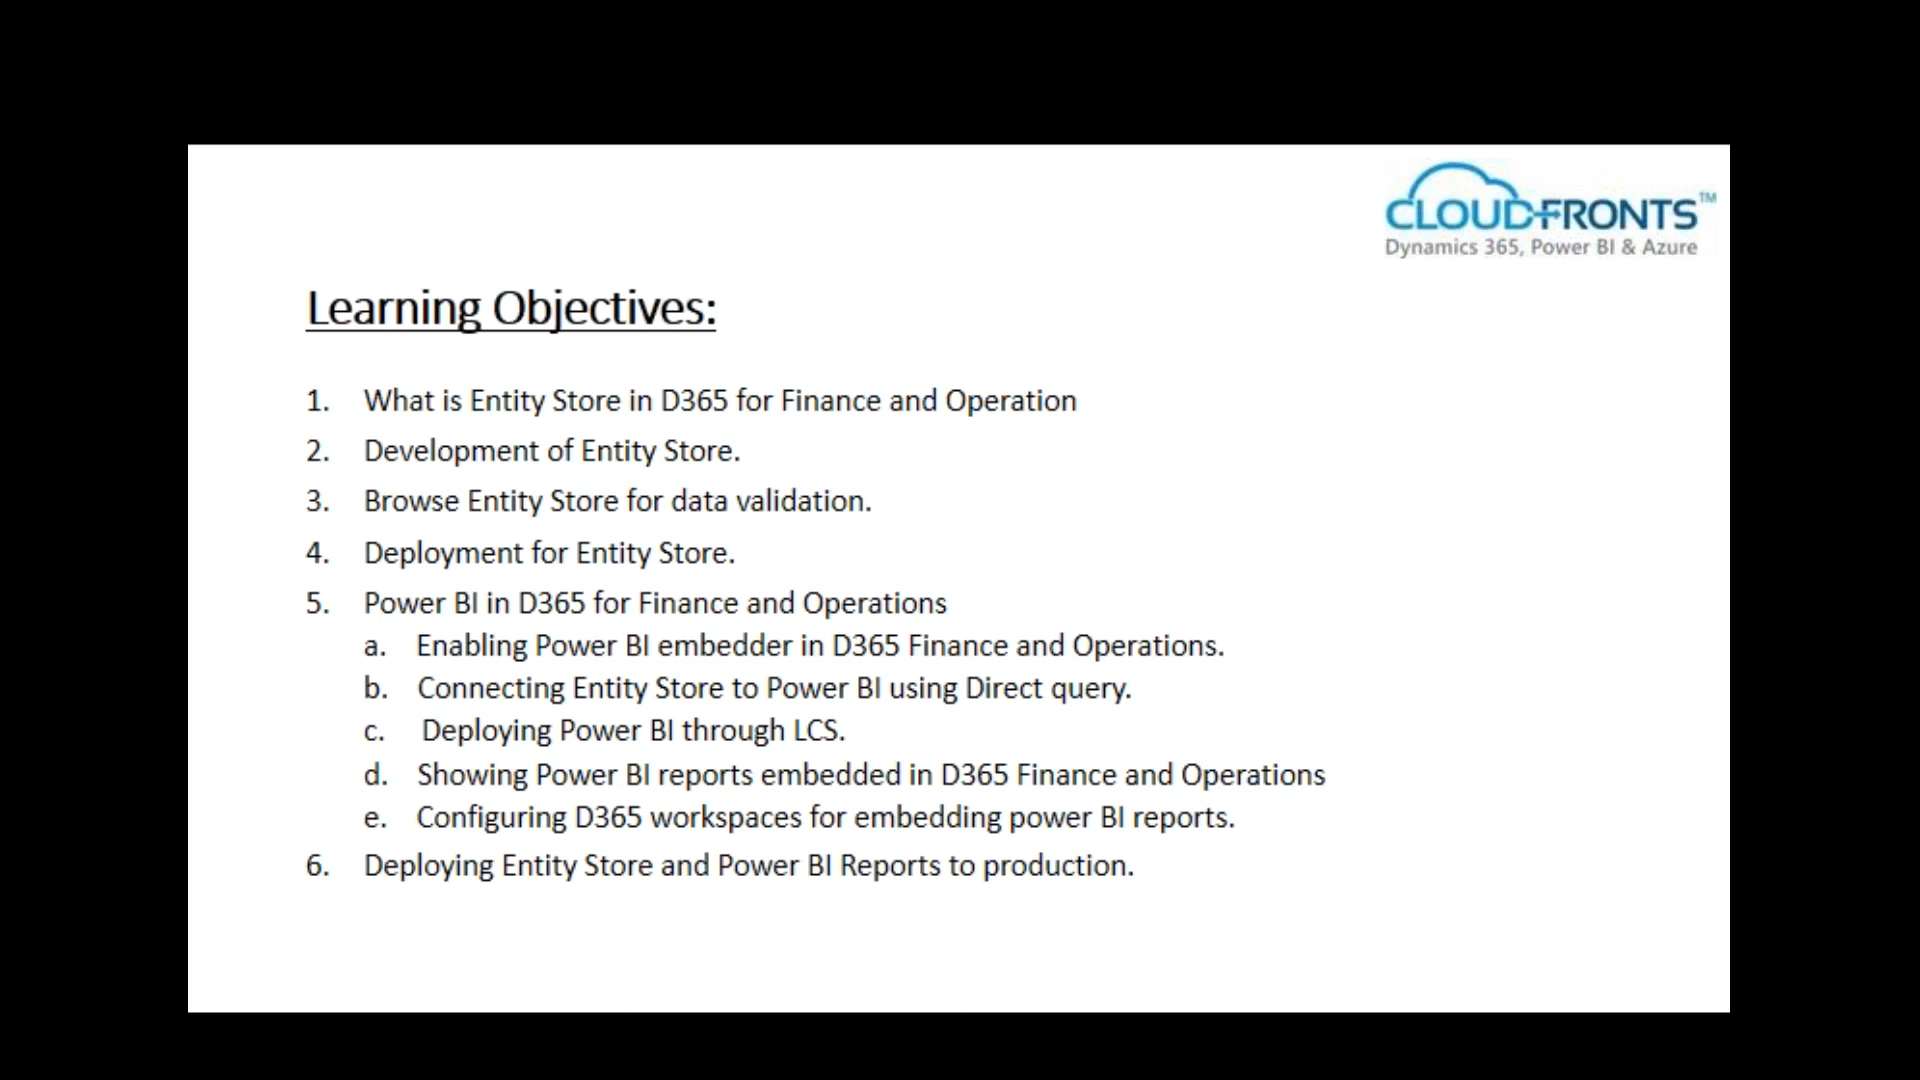 CLOUDFRONTS™
Dynamics 365, Power BI & Azure
Learning Objectives:
1. What is Entity Store in D365 for Finance and Operation
2. Development of Entity Store.
3. Browse Entity Store for data validation.
4. Deployment for Entity Store.
5. Power BI in D365 for Finance and Operations
a. Enabling Power BI embedder in D365 Finance and Operations.
b. Connecting Entity Store to Power BI using Direct query.
c. Deploying Power BI through LCS.
d. Showing Power BI reports embedded in D365 Finance and Operations
e. Configuring D365 workspaces for embedding power BI reports.
6. Deploying Entity Store and Power BI Reports to production.